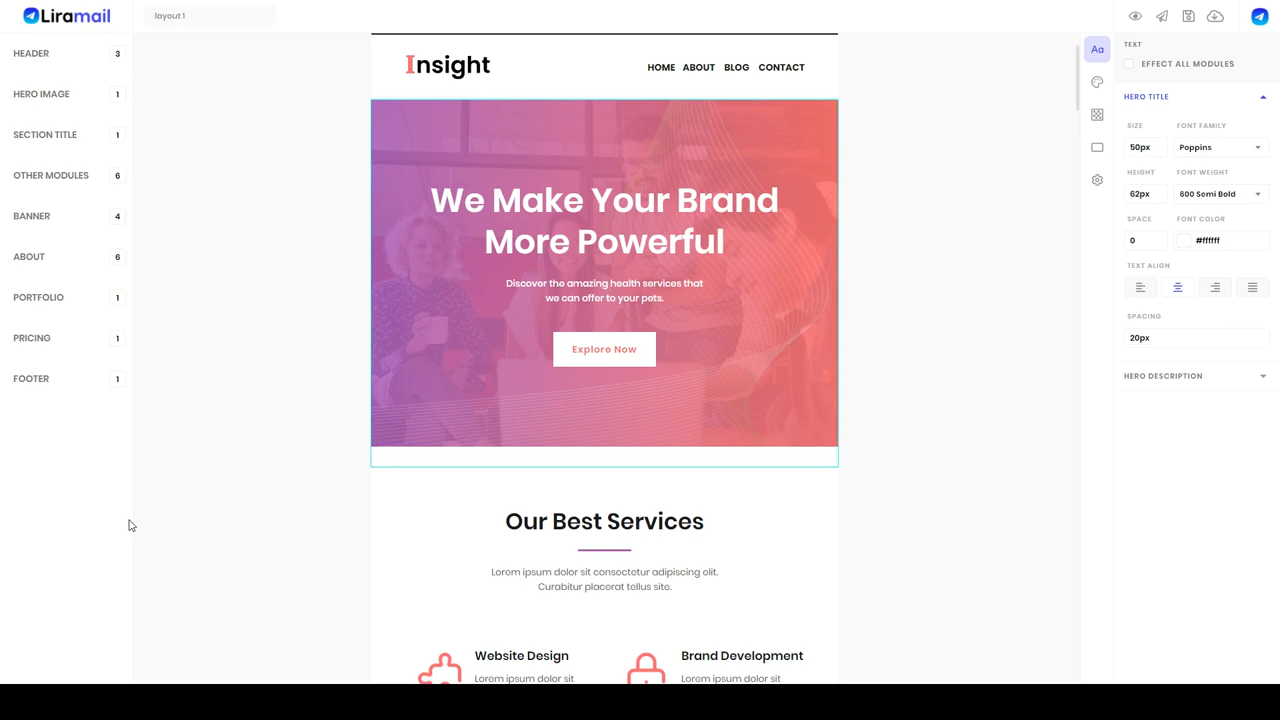 Liramail
layout 1
HEADER 3
HERO IMAGE 1
SECTION TITLE 1
OTHER MODULES 6
BANNER 4
ABOUT 6
PORTFOLIO 1
PRICING 1
FOOTER 1
Insight
HOME ABOUT BLOG CONTACT
We Make Your Brand
More Powerful
Discover the amazing health services that
we can offer to your pets.
Explore Now
Our Best Services
Lorem ipsum dolor sit consectetur adipiscing elit.
Curabitur placerat tellus site.
Website Design
Lorem ipsum dolor sit
Brand Development
Lorem ipsum dolor sit
Aa
TEXT
EFFECT ALL MODULES
HERO TITLE
SIZE FONT FAMILY
50px Poppins
HEIGHT FONT WEIGHT
62px 600 Semi Bold
SPACE FONT COLOR
0 #ffffff
TEXT ALIGN
SPACING
20px
HERO DESCRIPTION